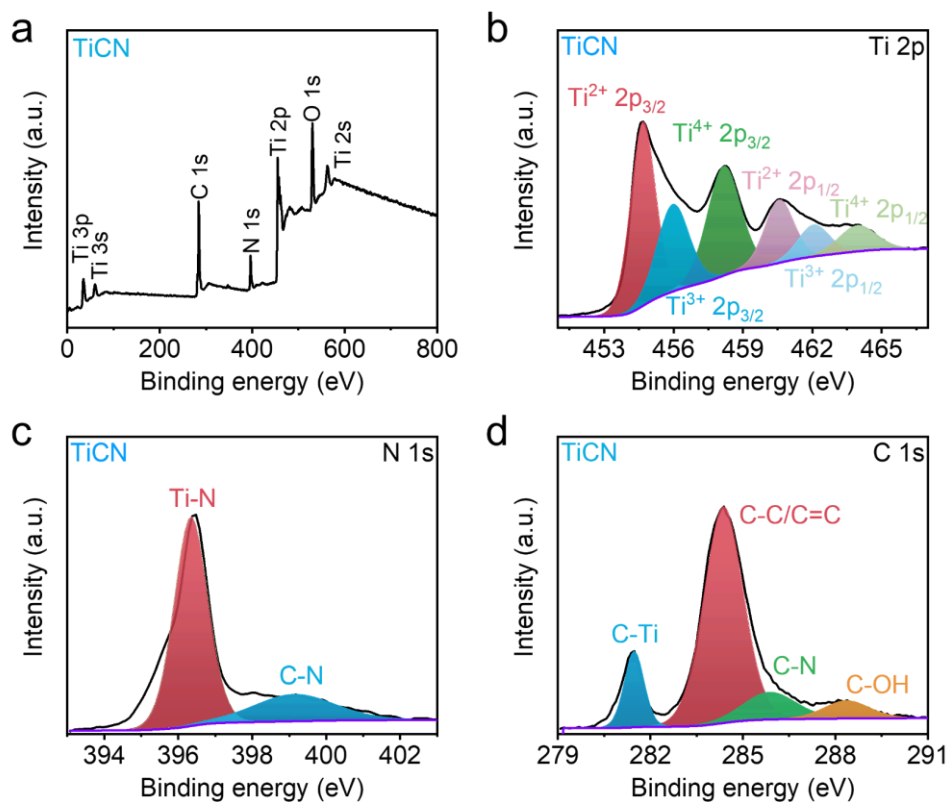 a
TiCN
Ti 3p
Ti 3s
C 1s
N 1s
Ti 2p
O 1s
Ti 2s
Intensity (a.u.)
0 200 400 600 800
Binding energy (eV)
b
TiCN
Ti 2p
Ti²⁺ 2p₃/₂
Ti⁴⁺ 2p₃/₂
Ti²⁺ 2p₁/₂
Ti⁴⁺ 2p₁/₂
Ti³⁺ 2p₃/₂
Ti³⁺ 2p₁/₂
Intensity (a.u.)
453 456 459 462 465
Binding energy (eV)
c
TiCN
N 1s
Ti-N
C-N
Intensity (a.u.)
394 396 398 400 402
Binding energy (eV)
d
TiCN
C 1s
C-C/C=C
C-Ti
C-N
C-OH
Intensity (a.u.)
279 282 285 288 291
Binding energy (eV)